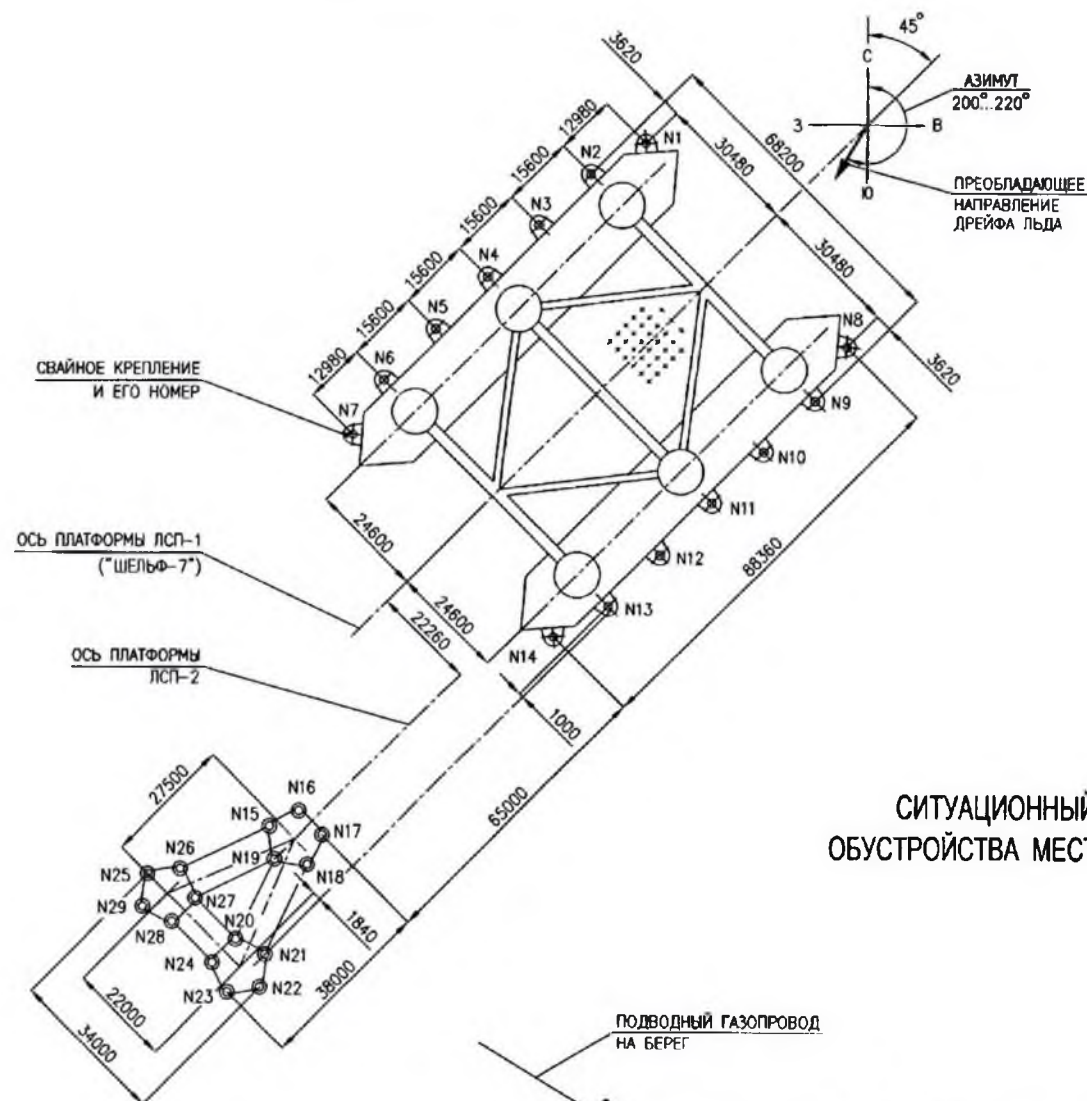 45°
С
АЗИМУТ
200°...220°
З
В
Ю
ПРЕОБЛАДАЮЩЕЕ
НАПРАВЛЕНИЕ
ДРЕЙФА ЛЬДА
3620
68200
30480
30480
3620
12980
15600
15600
15600
15600
15600
12980
N1
N2
N3
N4
N5
N6
N7
N8
N9
N10
N11
N12
N13
N14
СВАЙНОЕ КРЕПЛЕНИЕ
И ЕГО НОМЕР
24600
24600
22260
88360
ОСЬ ПЛАТФОРМЫ ЛСП-1
("ШЕЛЬФ-7")
ОСЬ ПЛАТФОРМЫ
ЛСП-2
1000
65000
27500
N15
N16
N17
N18
N19
N20
N21
N22
N23
N24
N25
N26
N27
N28
N29
1840
38000
22000
34000
СИТУАЦИОННЫЙ
ОБУСТРОЙСТВА МЕСТ
ПОДВОДНЫЙ ГАЗОПРОВОД
НА БЕРЕГ